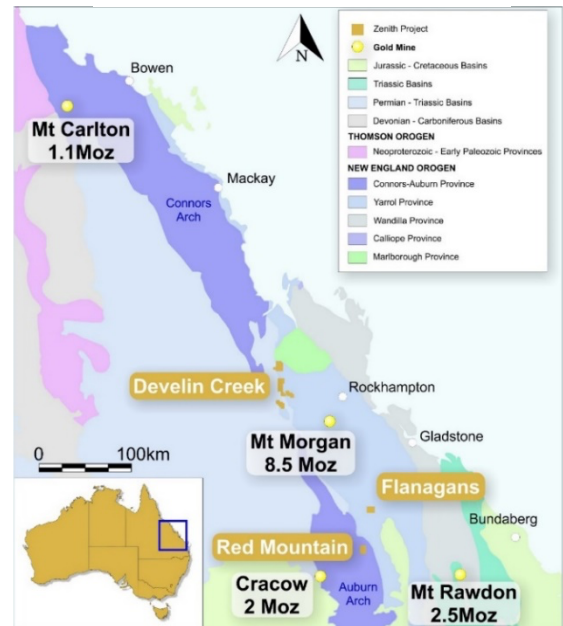 Zenith Project
Gold Mine
Jurassic - Cretaceous Basins
Triassic Basins
Permian - Triassic Basins
Devonian - Carboniferous Basins
THOMSON OROGEN
Neoproterozoic - Early Paleozoic Provinces
NEW ENGLAND OROGEN
Connors-Auburn Province
Yarrol Province
Wandilla Province
Calliope Province
Marlborough Province
N
Bowen
Mt Carlton
1.1Moz
Mackay
Connors
Arch
Develin Creek
Rockhampton
Mt Morgan
8.5 Moz
Gladstone
0 100km
Flanagans
Bundaberg
Red Mountain
Cracow
2 Moz
Auburn
Arch
Mt Rawdon
2.5Moz